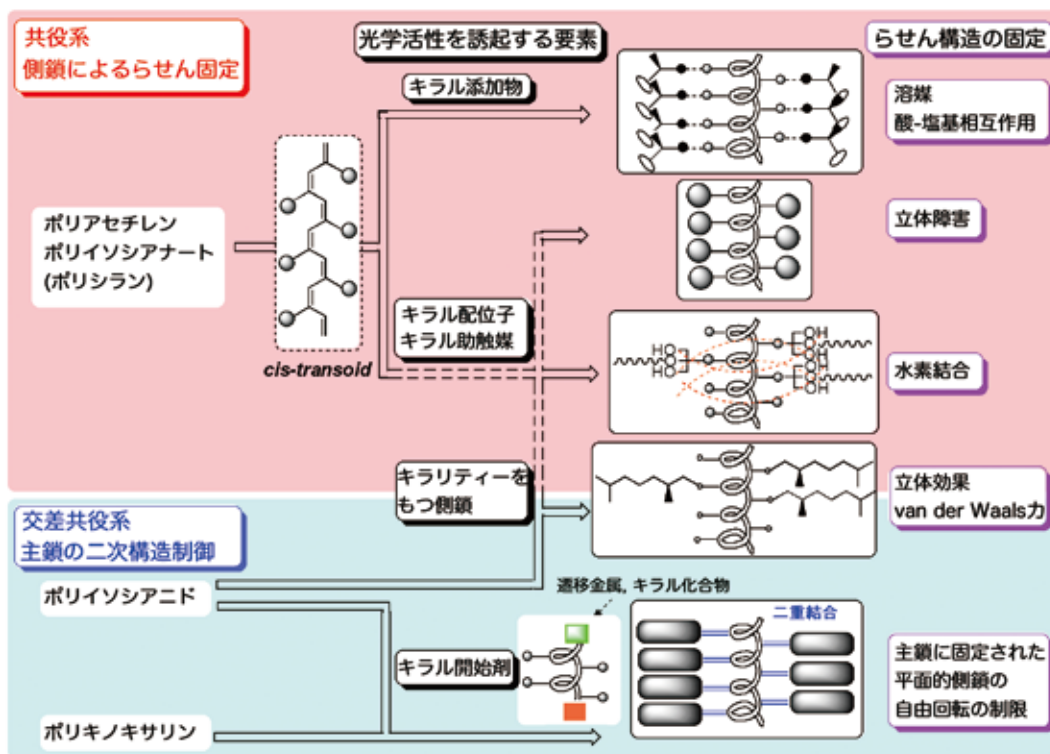 共役系
側鎖によるらせん固定
光学活性を誘起する要素
らせん構造の固定
キラル添加物
溶媒
酸-塩基相互作用
ポリアセチレン
ポリイソシアナート
(ポリシラン)
立体障害
キラル配位子
キラル助触媒
cis-transoid
HO
HO
HO
OH
O
OH
OH
O
OH
水素結合
キラリティーを
もつ側鎖
立体効果
van der Waals力
交差共役系
主鎖の二次構造制御
ポリイソシアニド
遷移金属, キラル化合物
二重結合
キラル開始剤
主鎖に固定された
平面的側鎖の
自由回転の制限
ポリキノキサリン